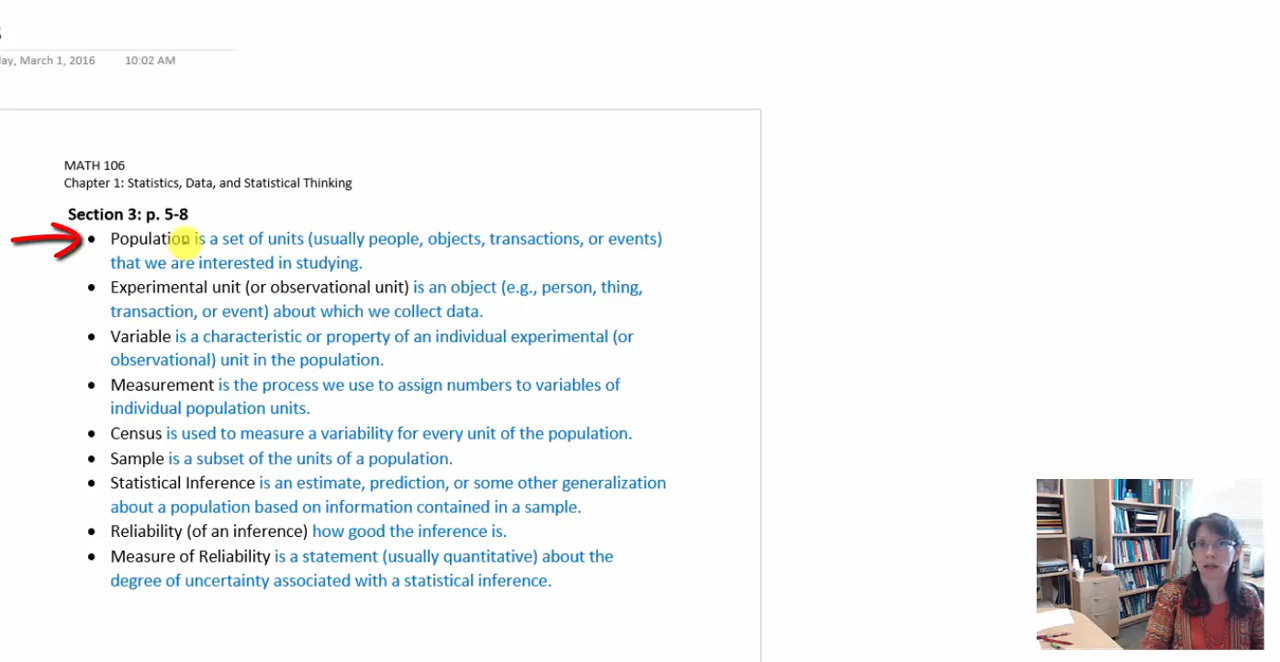 March 1, 2016 10:02 AM
MATH 106
Chapter 1: Statistics, Data, and Statistical Thinking
Section 3: p. 5-8
• Population is a set of units (usually people, objects, transactions, or events)
that we are interested in studying.
• Experimental unit (or observational unit) is an object (e.g., person, thing,
transaction, or event) about which we collect data.
• Variable is a characteristic or property of an individual experimental (or
observational) unit in the population.
• Measurement is the process we use to assign numbers to variables of
individual population units.
• Census is used to measure a variability for every unit of the population.
• Sample is a subset of the units of a population.
• Statistical Inference is an estimate, prediction, or some other generalization
about a population based on information contained in a sample.
• Reliability (of an inference) how good the inference is.
• Measure of Reliability is a statement (usually quantitative) about the
degree of uncertainty associated with a statistical inference.